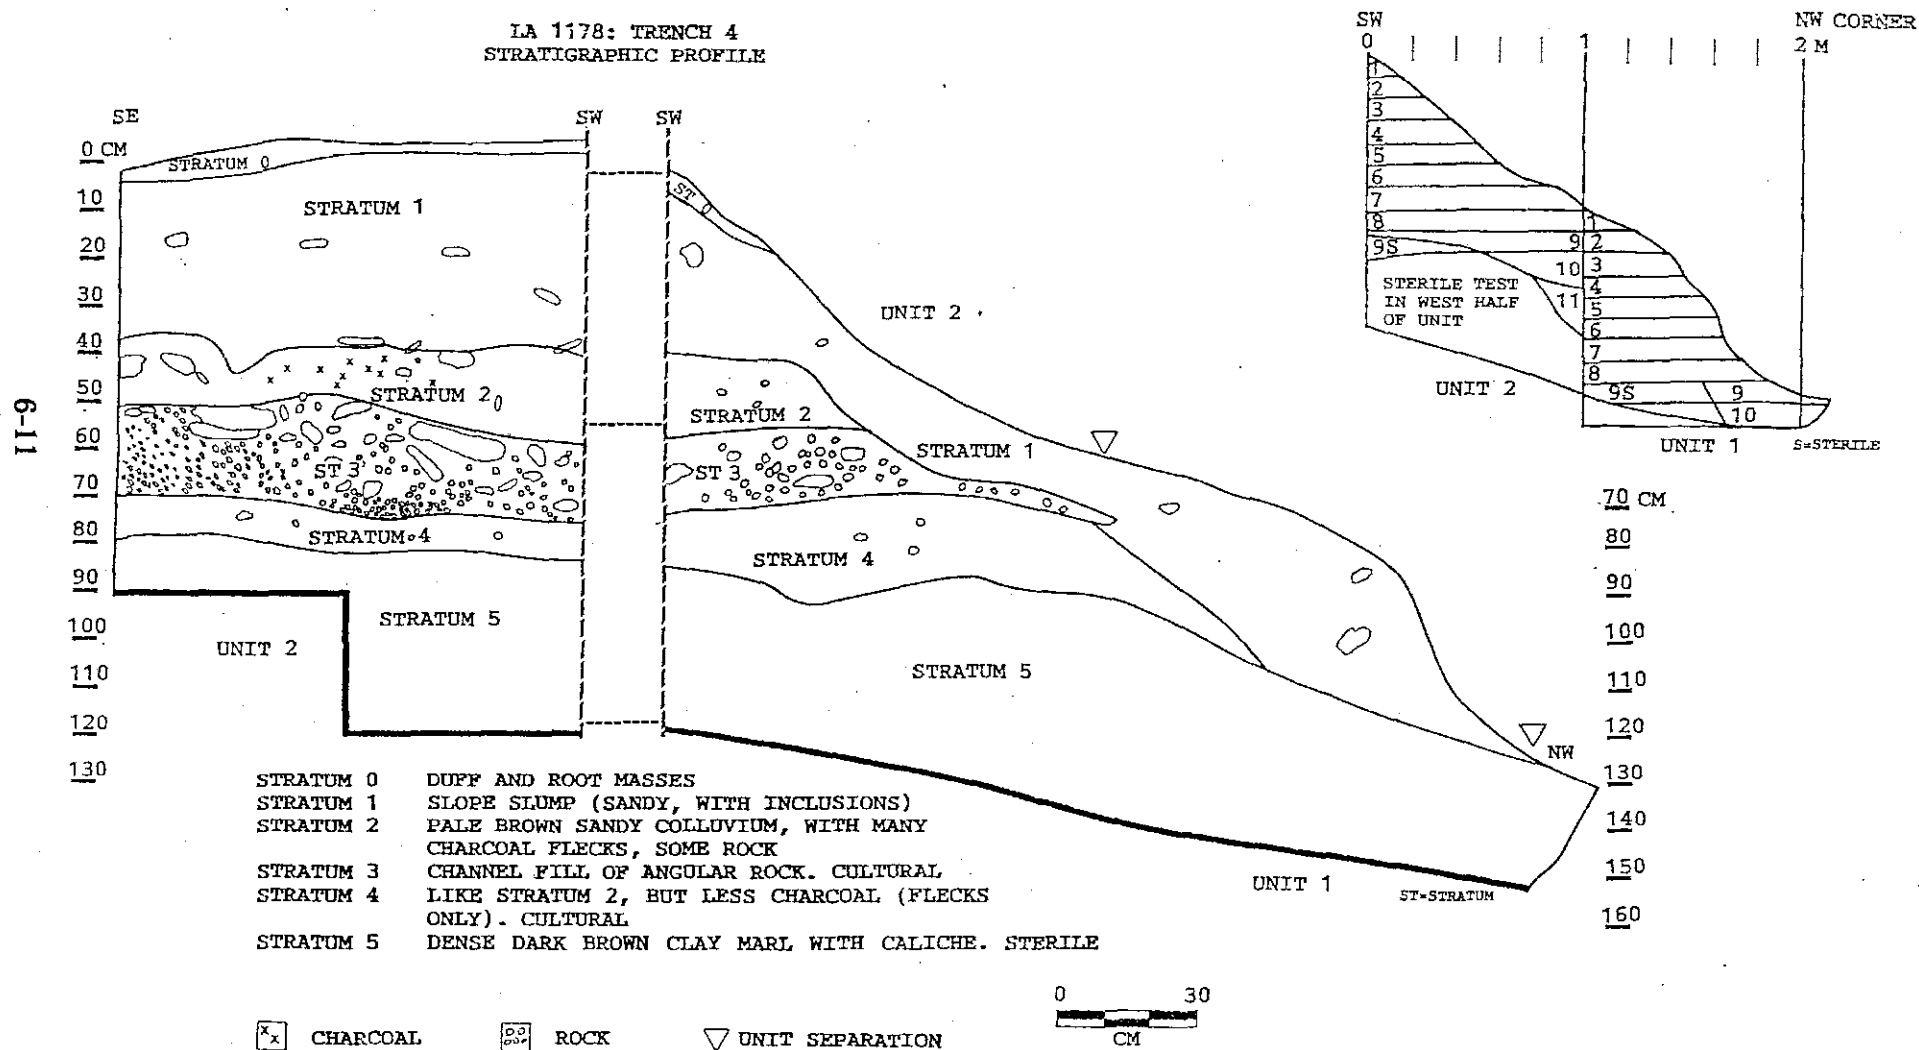 LA 1178: TRENCH 4
STRATIGRAPHIC PROFILE
SE
SW
SW
0 CM
10
20
30
40
50
60
70
80
90
100
110
120
130
STRATUM 0
STRATUM 1
STRATUM 2
ST 3
STRATUM 4
STRATUM 5
UNIT 2
ST 0
UNIT 2
STRATUM 2
STRATUM 1
ST 3
STRATUM 4
STRATUM 5
NW
UNIT 1
ST=STRATUM
70 CM
80
90
100
110
120
130
140
150
160
SW
NW CORNER
0
1
2 M
1
2
3
4
5
6
7
8
9S
9
10
11
1
2
3
4
5
6
7
8
9S
9
10
STERILE TEST
IN WEST HALF
OF UNIT
UNIT 2
UNIT 1
S=STERILE
STRATUM 0 DUFF AND ROOT MASSES
STRATUM 1 SLOPE SLUMP (SANDY, WITH INCLUSIONS)
STRATUM 2 PALE BROWN SANDY COLLUVIUM, WITH MANY
CHARCOAL FLECKS, SOME ROCK
STRATUM 3 CHANNEL FILL OF ANGULAR ROCK. CULTURAL
STRATUM 4 LIKE STRATUM 2, BUT LESS CHARCOAL (FLECKS
ONLY). CULTURAL
STRATUM 5 DENSE DARK BROWN CLAY MARL WITH CALICHE. STERILE
CHARCOAL
ROCK
UNIT SEPARATION
0 30
CM
6-11